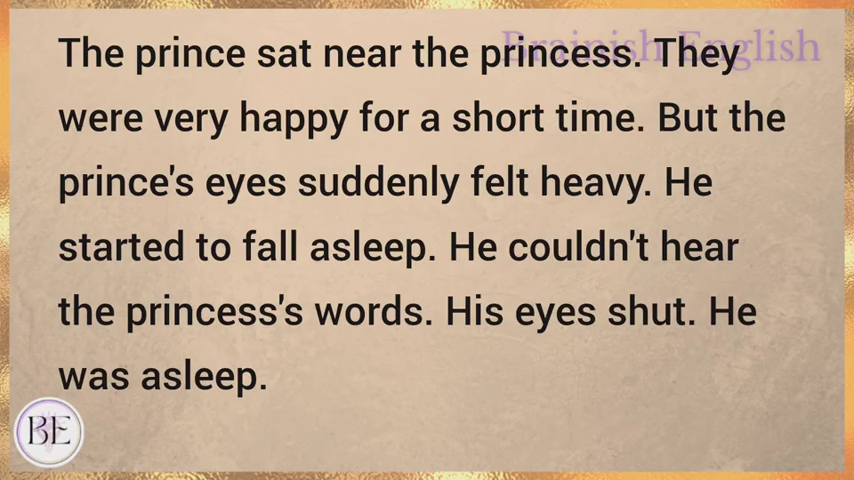 Brainish English
The prince sat near the princess. They
were very happy for a short time. But the
prince's eyes suddenly felt heavy. He
started to fall asleep. He couldn't hear
the princess's words. His eyes shut. He
was asleep.
BE